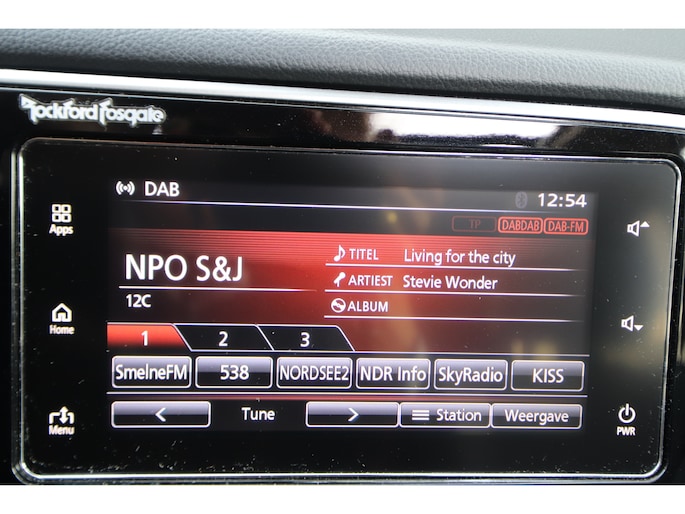 Rockford Fosgate
DAB
12:54
TP DABDAB DAB-FM
Apps
NPO S&J
TITEL Living for the city
ARTIEST Stevie Wonder
12C
ALBUM
Home
1 2 3
SmelneFM 538 NORDSEE2 NDR Info SkyRadio KISS
Menu
< Tune > Station Weergave
PWR